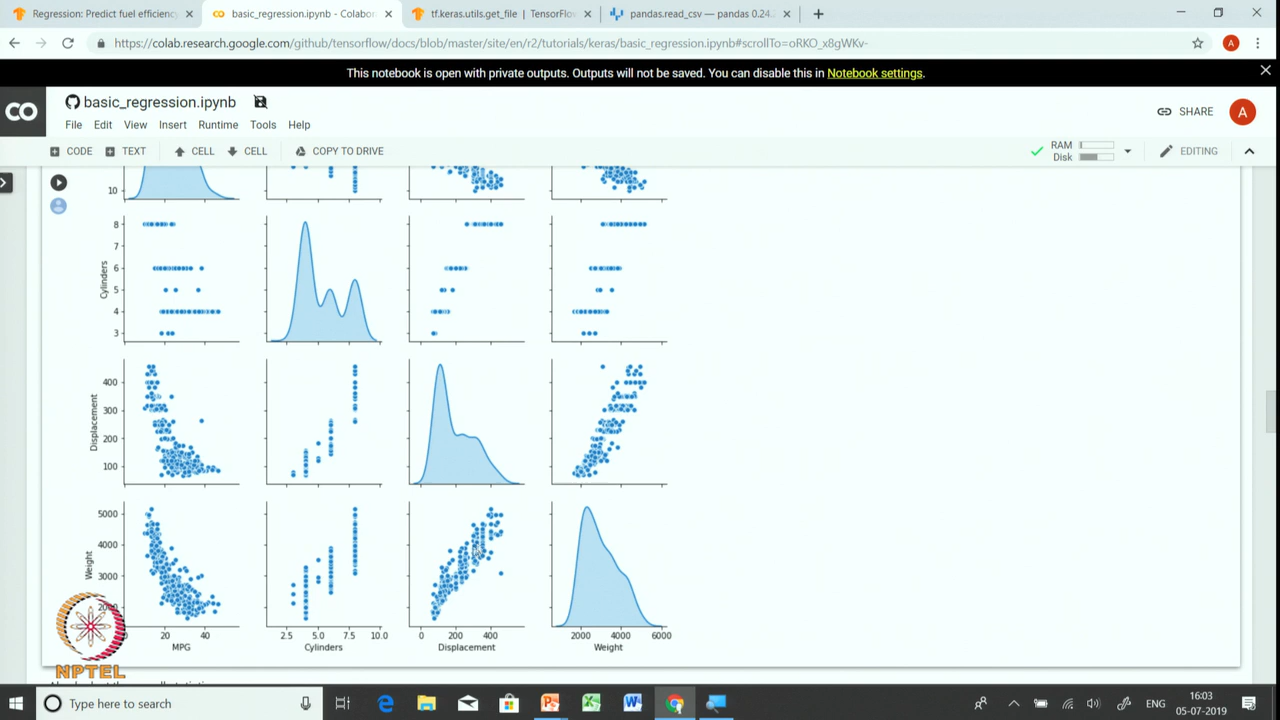 Regression: Predict fuel efficiency
basic_regression.ipynb - Colabor
tf.keras.utils.get_file | TensorFlow
pandas.read_csv — pandas 0.24.
https://colab.research.google.com/github/tensorflow/docs/blob/master/site/en/r2/tutorials/keras/basic_regression.ipynb#scrollTo=oRKO_x8gWKv-
A
This notebook is open with private outputs. Outputs will not be saved. You can disable this in Notebook settings.
CO
basic_regression.ipynb
SHARE
A
File Edit View Insert Runtime Tools Help
CODE TEXT CELL CELL COPY TO DRIVE
RAM
Disk
EDITING
10
8
7
6
5
4
3
Cylinders
400
300
200
100
Displacement
5000
4000
3000
2000
Weight
20 40
2.5 5.0 7.5 10.0
0 200 400
2000 4000 6000
MPG
Cylinders
Displacement
Weight
NPTEL
Type here to search
ENG
16:03
05-07-2019